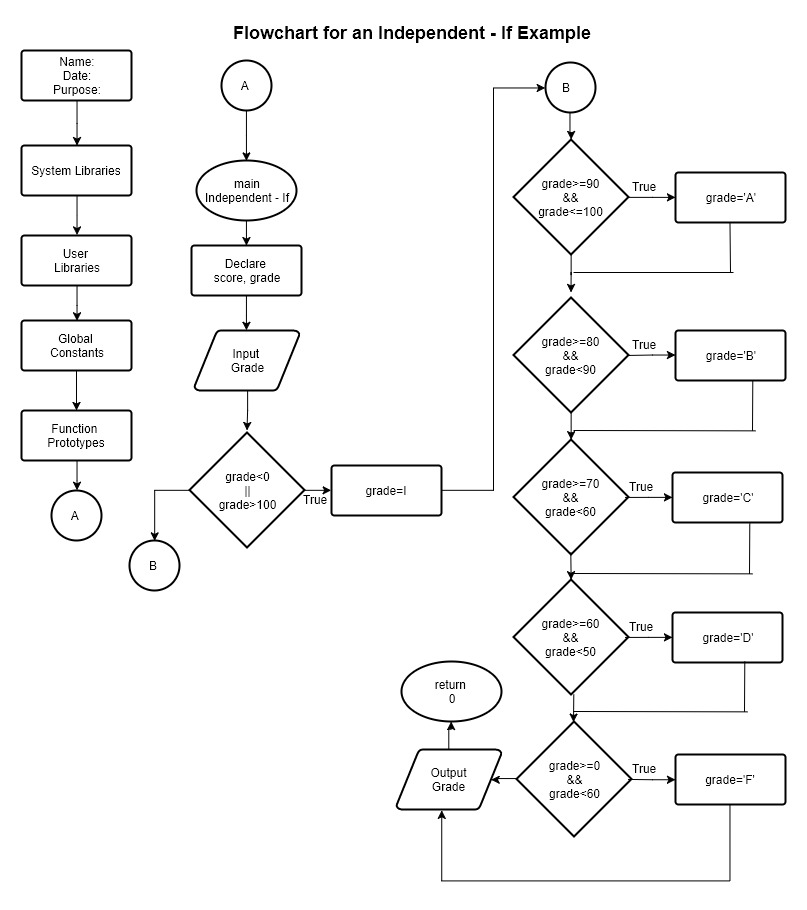 Flowchart for an Independent - If Example
Name:
Date:
Purpose:
System Libraries
User
Libraries
Global
Constants
Function
Prototypes
A
A
main
Independent - If
Declare
score, grade
Input
Grade
grade<0
||
grade>100
True
grade=I
B
B
grade>=90
&&
grade<=100
True
grade='A'
grade>=80
&&
grade<90
True
grade='B'
grade>=70
&&
grade<60
True
grade='C'
grade>=60
&&
grade<50
True
grade='D'
grade>=0
&&
grade<60
True
grade='F'
Output
Grade
return
0